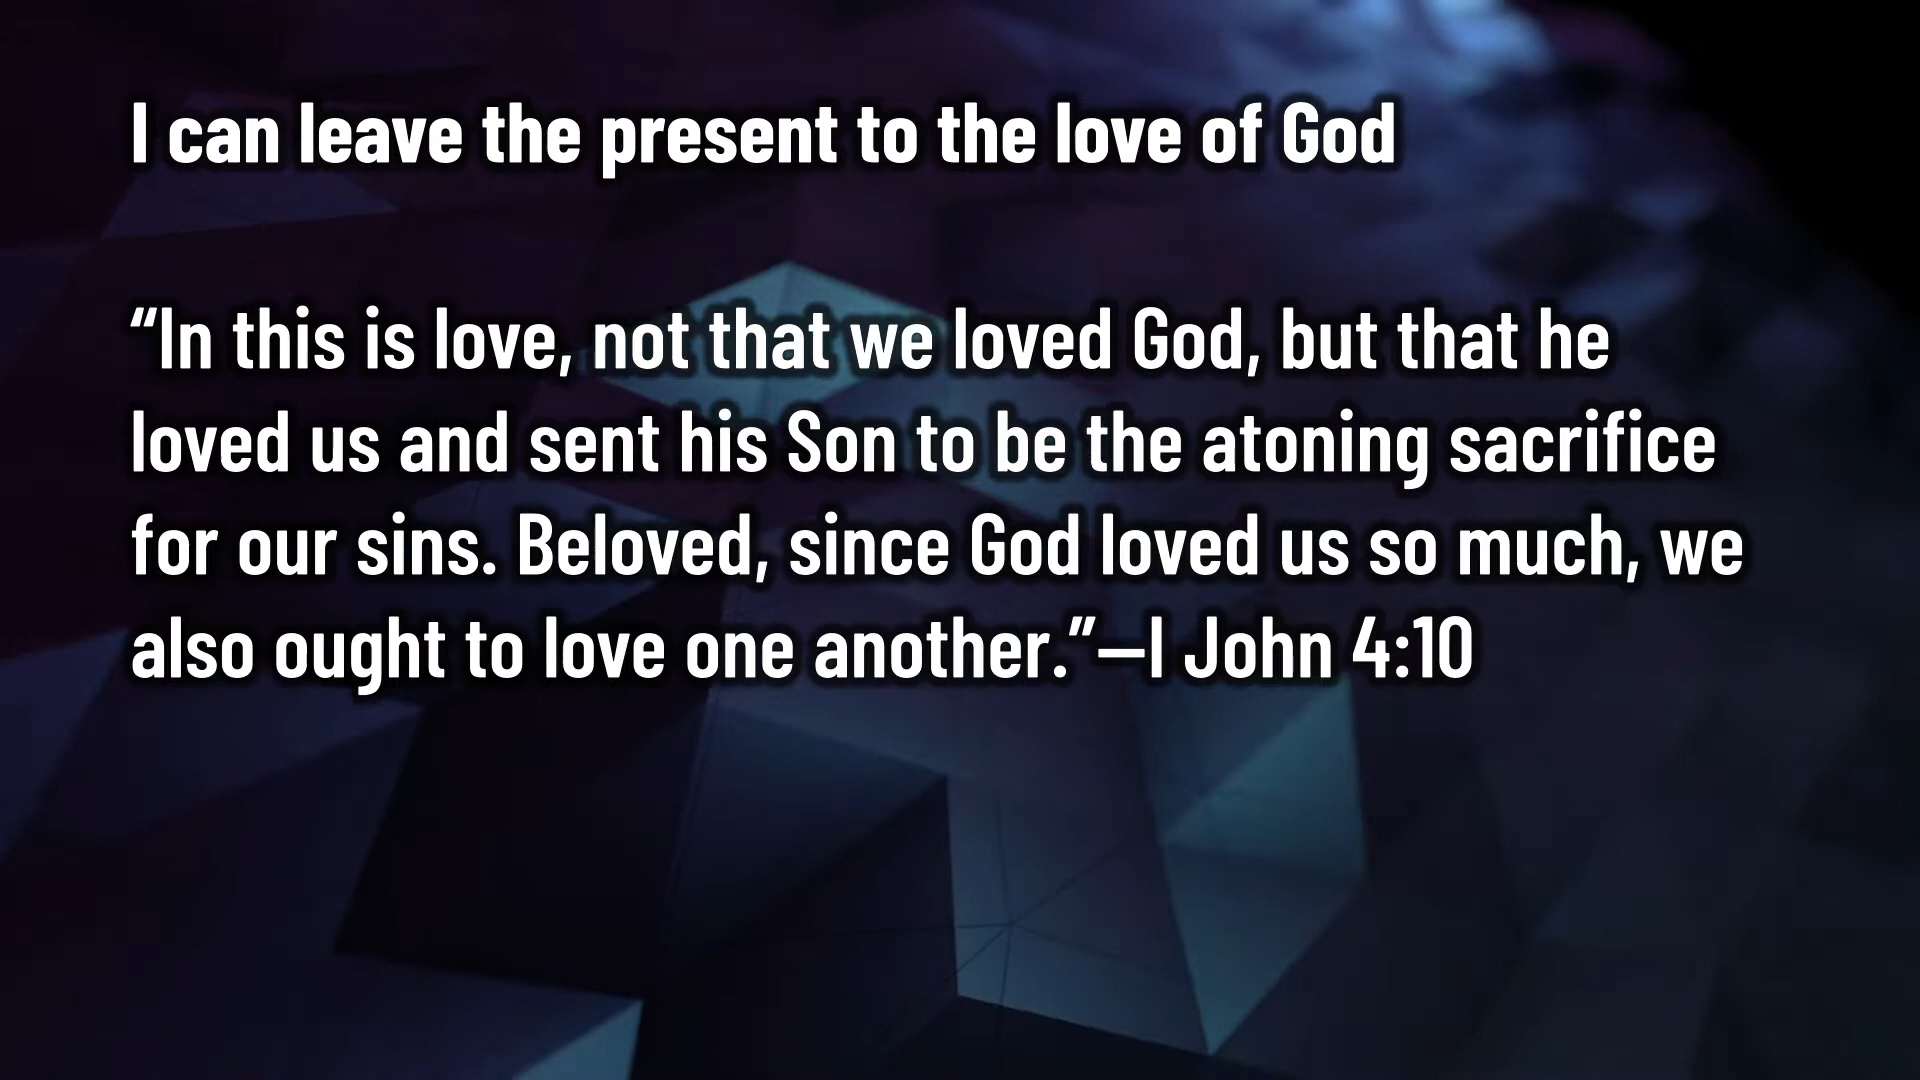 I can leave the present to the love of God
“In this is love, not that we loved God, but that he
loved us and sent his Son to be the atoning sacrifice
for our sins. Beloved, since God loved us so much, we
also ought to love one another.”—I John 4:10